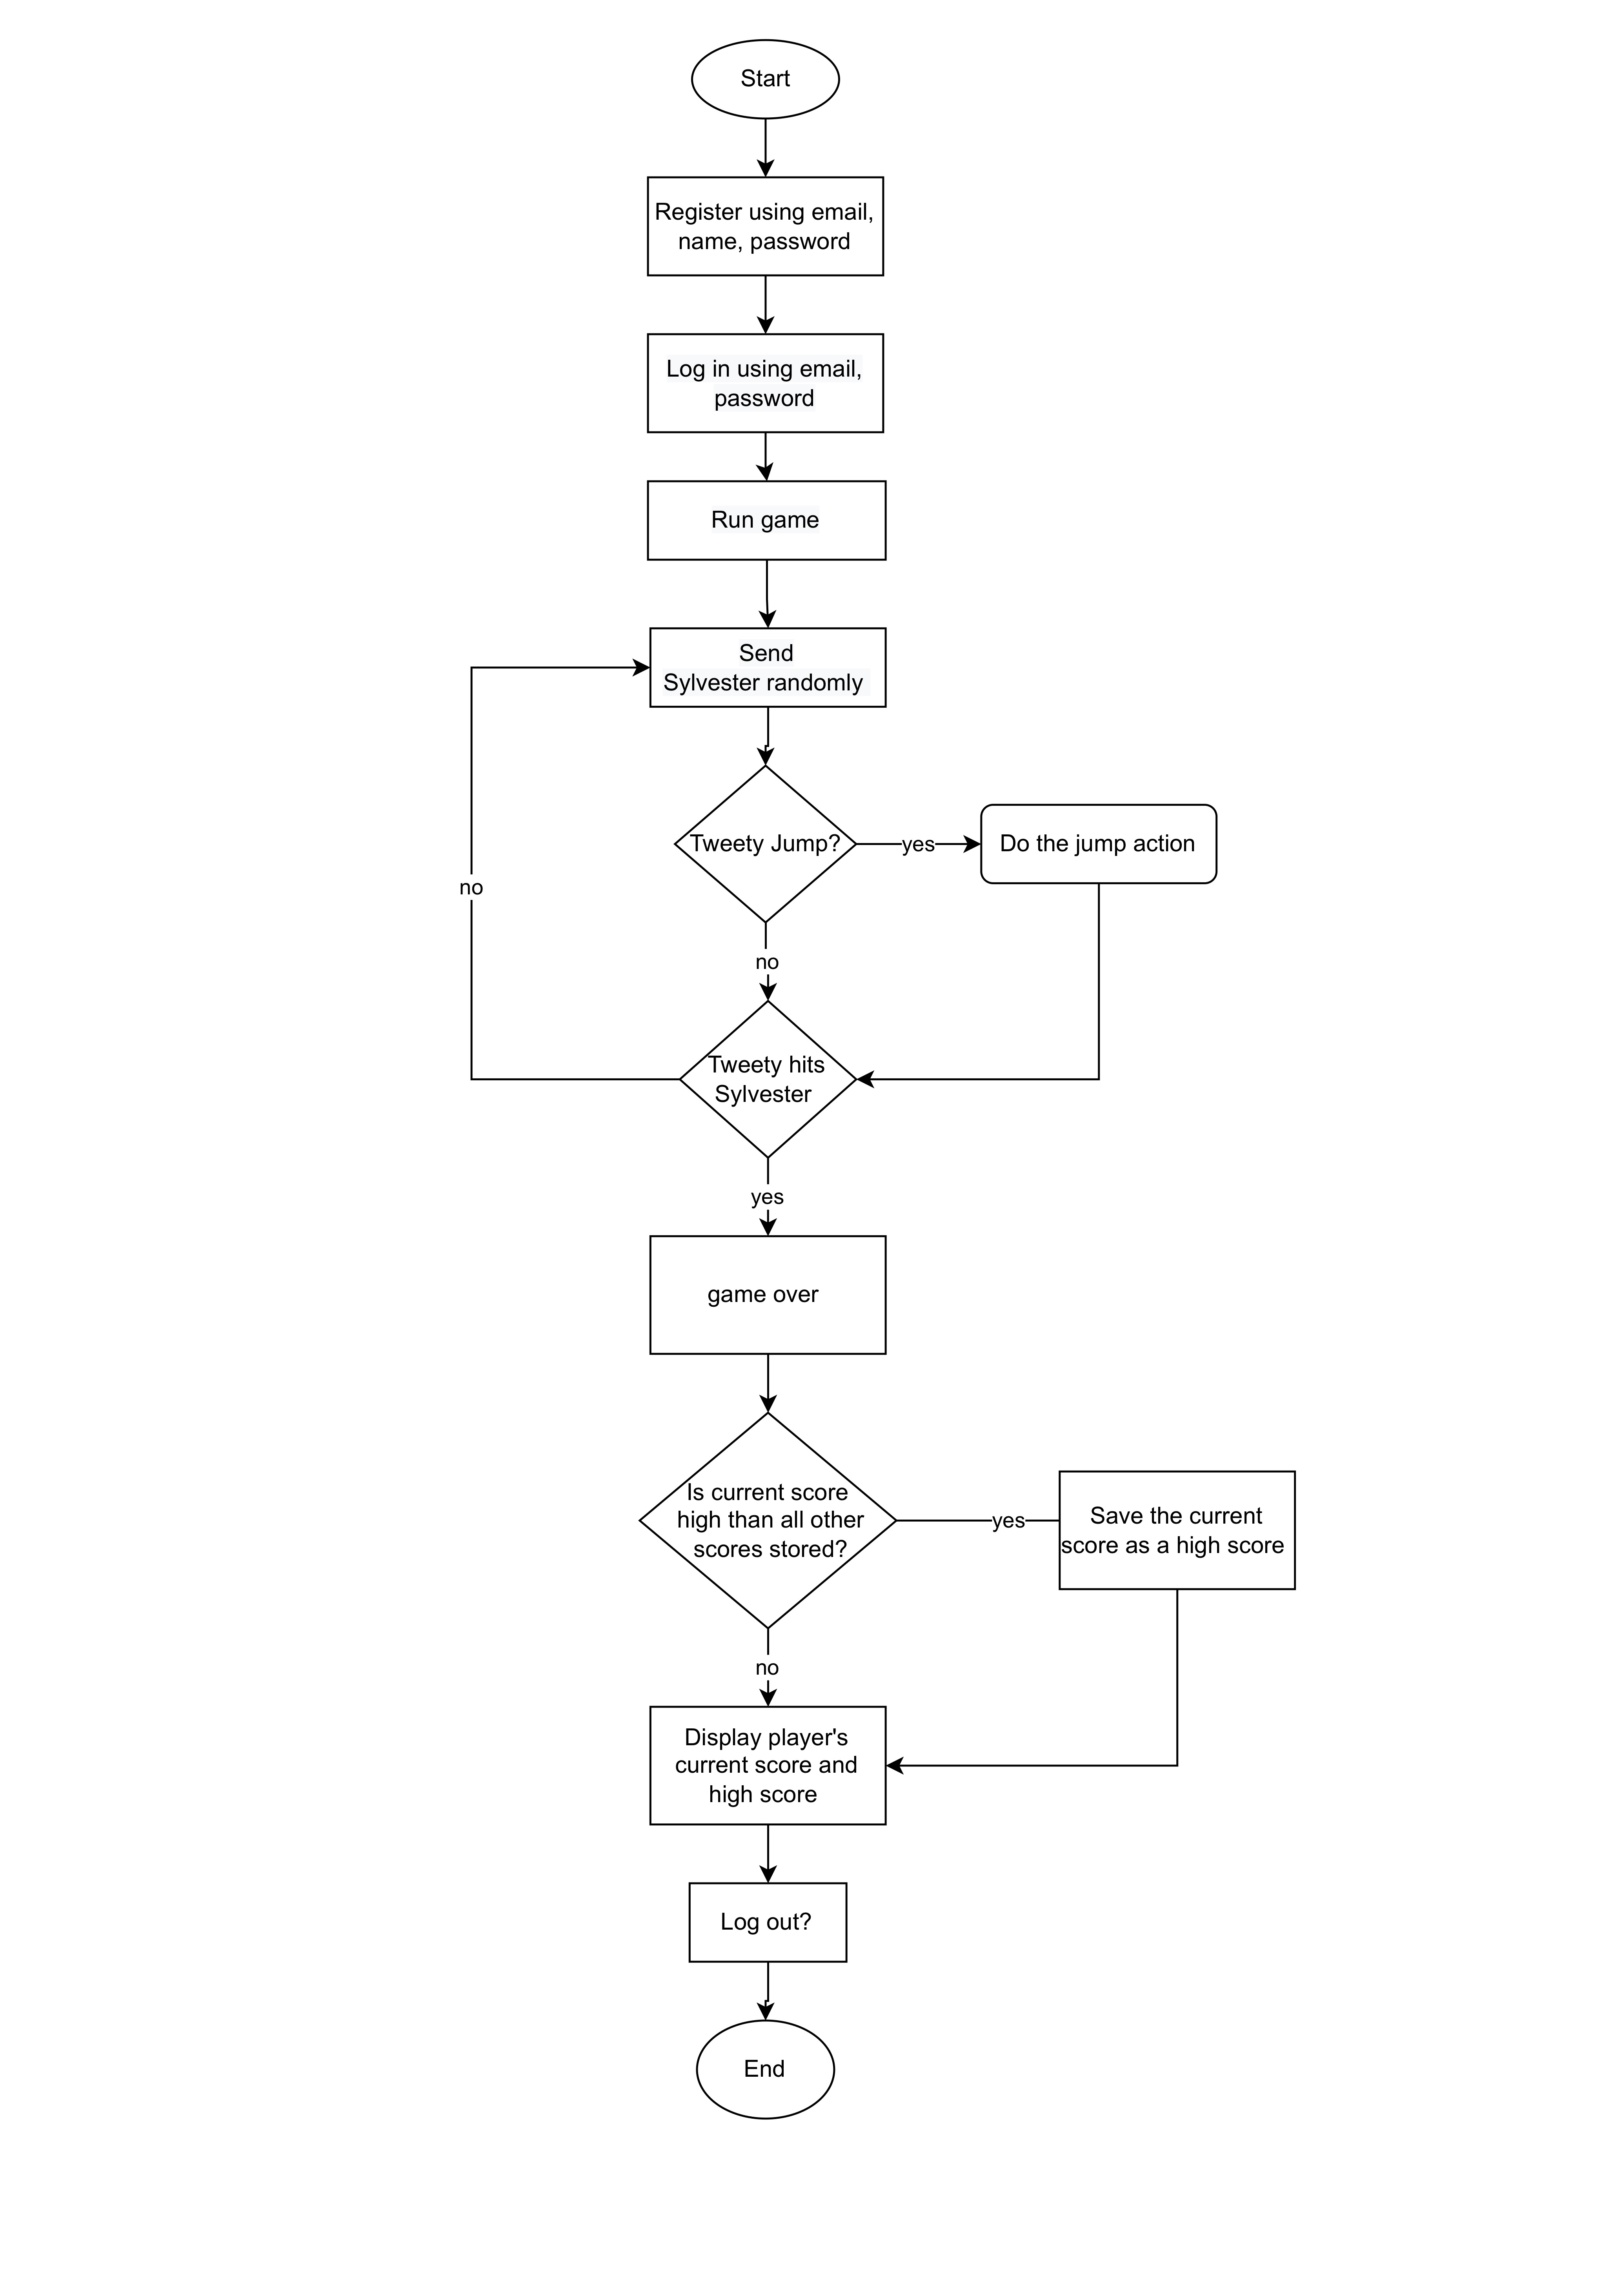 Start
Register using email,
name, password
Log in using email,
password
Run game
Send
Sylvester randomly
Tweety Jump?
yes
Do the jump action
no
no
Tweety hits
Sylvester
yes
game over
Is current score
high than all other
scores stored?
yes
Save the current
score as a high score
no
Display player's
current score and
high score
Log out?
End